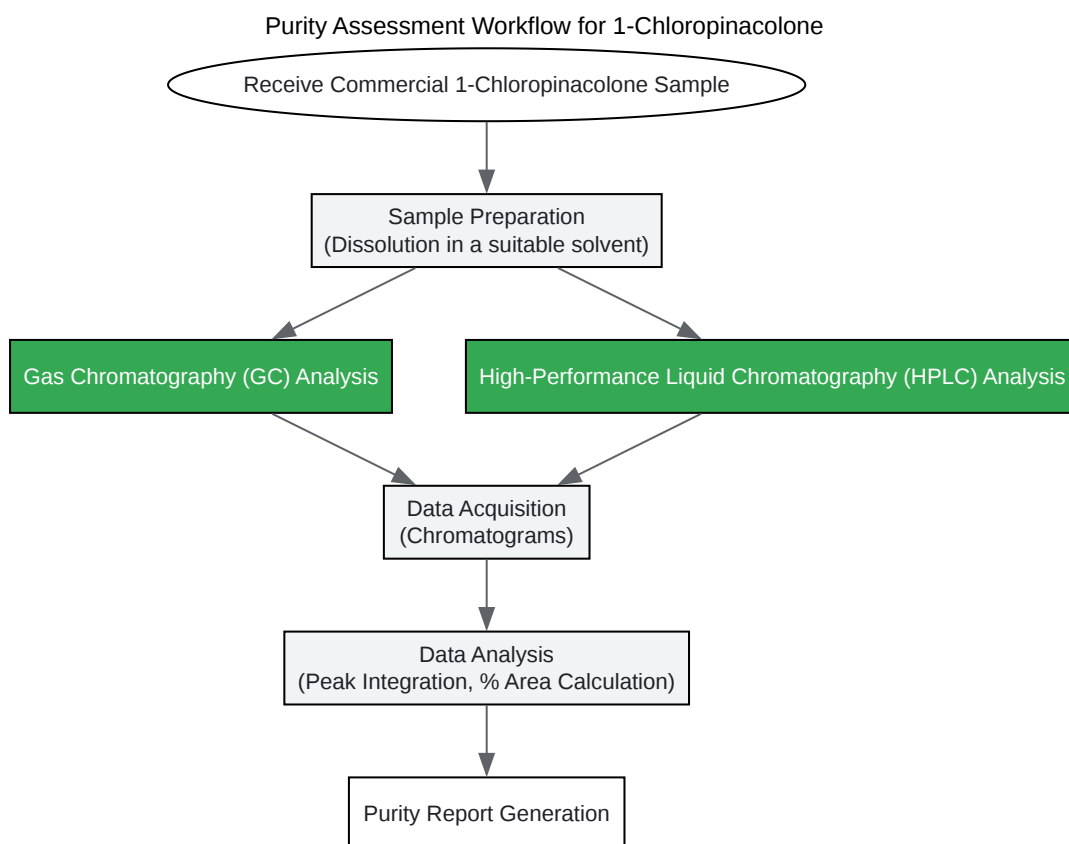 Purity Assessment Workflow for 1-Chloropinacolone
Receive Commercial 1-Chloropinacolone Sample
Sample Preparation
(Dissolution in a suitable solvent)
Gas Chromatography (GC) Analysis
High-Performance Liquid Chromatography (HPLC) Analysis
Data Acquisition
(Chromatograms)
Data Analysis
(Peak Integration, % Area Calculation)
Purity Report Generation